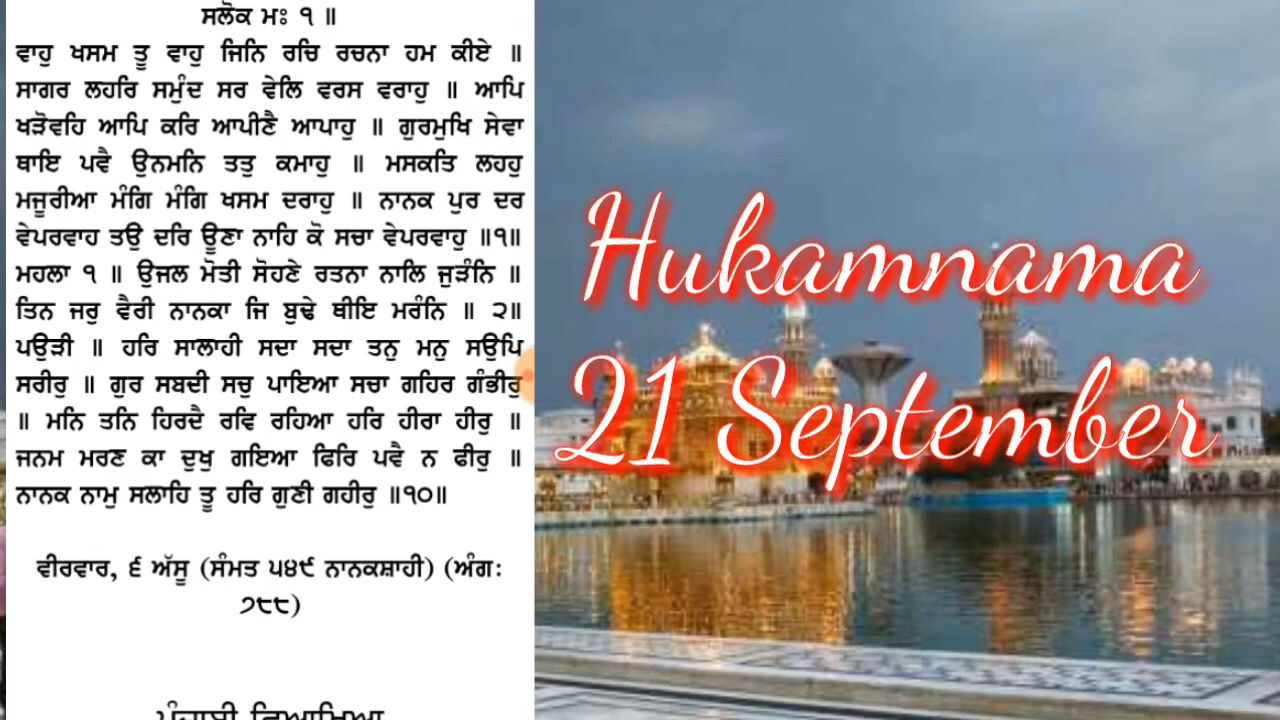 ਸਲੋਕ ਮਃ ੧ ॥
ਵਾਹੁ ਖਸਮ ਤੂ ਵਾਹੁ ਜਿਨਿ ਰਚਿ ਰਚਨਾ ਹਮ ਕੀਏ ॥
ਸਾਗਰ ਲਹਰਿ ਸਮੁੰਦ ਸਰ ਵੇਲਿ ਵਰਸ ਵਰਾਹੁ ॥ ਆਪਿ
ਖੜੋਵਹਿ ਆਪਿ ਕਰਿ ਆਪੀਣੈ ਆਪਾਹੁ ॥ ਗੁਰਮੁਖਿ ਸੇਵਾ
ਥਾਇ ਪਵੈ ਉਨਮਨਿ ਤਤੁ ਕਮਾਹੁ ॥ ਮਸਕਤਿ ਲਹਹੁ
ਮਜੂਰੀਆ ਮੰਗਿ ਮੰਗਿ ਖਸਮ ਦਰਾਹੁ ॥ ਨਾਨਕ ਪੁਰ ਦਰ
ਵੇਪਰਵਾਹ ਤਉ ਦਰਿ ਊਣਾ ਨਾਹਿ ਕੋ ਸਚਾ ਵੇਪਰਵਾਹੁ ॥੧॥
ਮਹਲਾ ੧ ॥ ਉਜਲ ਮੋਤੀ ਸੋਹਣੇ ਰਤਨਾ ਨਾਲਿ ਜੁੜੰਨਿ ॥
ਤਿਨ ਜਰੁ ਵੈਰੀ ਨਾਨਕਾ ਜਿ ਬੁਢੇ ਥੀਇ ਮਰੰਨਿ ॥ ੨॥
ਪਉੜੀ ॥ ਹਰਿ ਸਾਲਾਹੀ ਸਦਾ ਸਦਾ ਤਨੁ ਮਨੁ ਸਉਪਿ
ਸਰੀਰੁ ॥ ਗੁਰ ਸਬਦੀ ਸਚੁ ਪਾਇਆ ਸਚਾ ਗਹਿਰ ਗੰਭੀਰੁ
॥ ਮਨਿ ਤਨਿ ਹਿਰਦੈ ਰਵਿ ਰਹਿਆ ਹਰਿ ਹੀਰਾ ਹੀਰੁ ॥
ਜਨਮ ਮਰਣ ਕਾ ਦੁਖੁ ਗਇਆ ਫਿਰਿ ਪਵੈ ਨ ਫੀਰੁ ॥
ਨਾਨਕ ਨਾਮੁ ਸਲਾਹਿ ਤੂ ਹਰਿ ਗੁਣੀ ਗਹੀਰੁ ॥੧੦॥
ਵੀਰਵਾਰ, ੬ ਅੱਸੂ (ਸੰਮਤ ੫੪੯ ਨਾਨਕਸ਼ਾਹੀ) (ਅੰਗ:
੭੮੮)
ਪੰਜਾਬੀ ਵਿਆਖਿਆ
Hukamnama
21 September